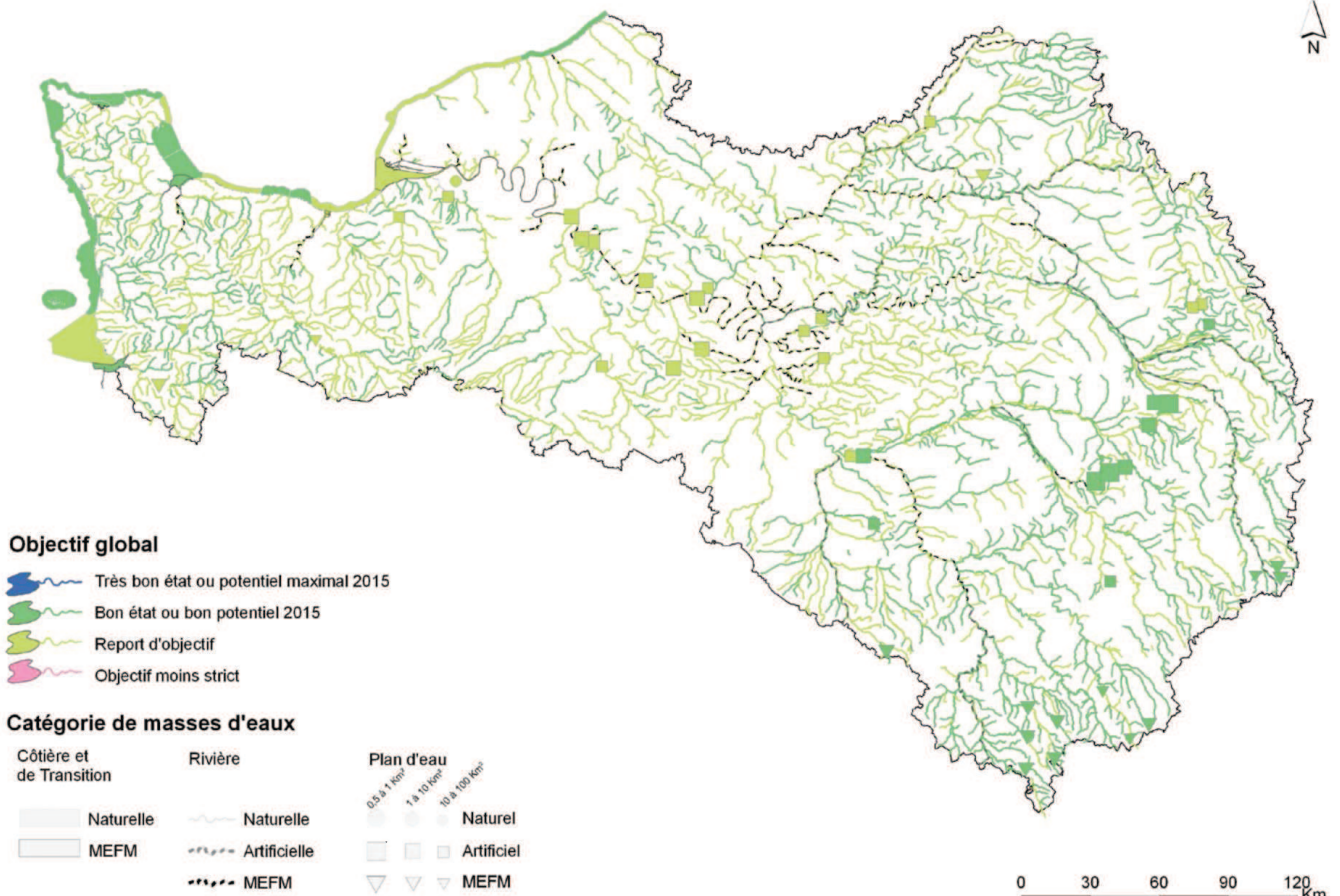 N
Objectif global
Très bon état ou potentiel maximal 2015
Bon état ou bon potentiel 2015
Report d'objectif
Objectif moins strict
Catégorie de masses d'eaux
Côtière et
de Transition
Rivière
Plan d'eau
0,5 à 1 Km²
1 à 10 Km²
10 à 100 Km²
Naturelle
Naturelle
Naturel
MEFM
Artificielle
Artificiel
MEFM
MEFM
0 30 60 90 120
Km